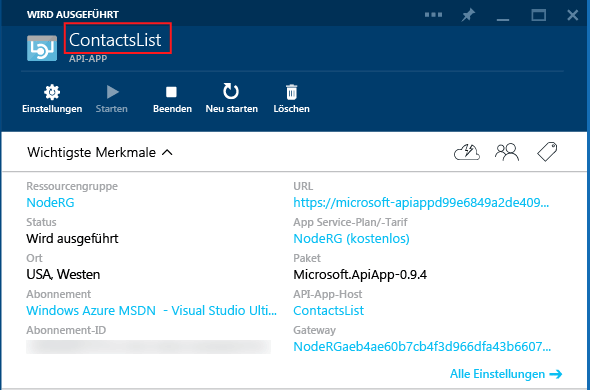 WIRD AUSGEFÜHRT
ContactsList
API-APP
Einstellungen Starten Beenden Neu starten Löschen
Wichtigste Merkmale
Ressourcengruppe URL
NodeRG https://microsoft-apiappd99e6849a2de409...
Status App Service-Plan/-Tarif
Wird ausgeführt NodeRG (kostenlos)
Ort Paket
USA, Westen Microsoft.ApiApp-0.9.4
Abonnement API-App-Host
Windows Azure MSDN - Visual Studio Ulti... ContactsList
Abonnement-ID Gateway
NodeRGaeb4ae60b7cb4f3d966dfa43b6607...
Alle Einstellungen